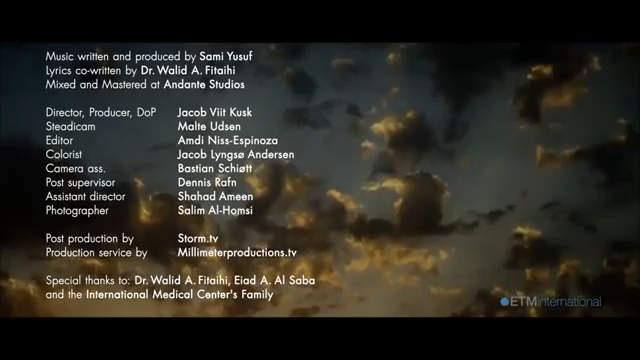 Music written and produced by Sami Yusuf
Lyrics co-written by Dr. Walid A. Fitaihi
Mixed and Mastered at Andante Studios
Director, Producer, DoP Jacob Viit Kusk
Steadicam Malte Udsen
Editor Amdi Niss-Espinoza
Colorist Jacob Lyngsø Andersen
Camera ass. Bastian Schiøtt
Post supervisor Dennis Rafn
Assistant director Shahad Ameen
Photographer Salim Al-Homsi
Post production by Storm.tv
Production service by Millimeterproductions.tv
Special thanks to: Dr. Walid A. Fitaihi, Eiad A. Al Saba
and the International Medical Center's Family
ETMinternational